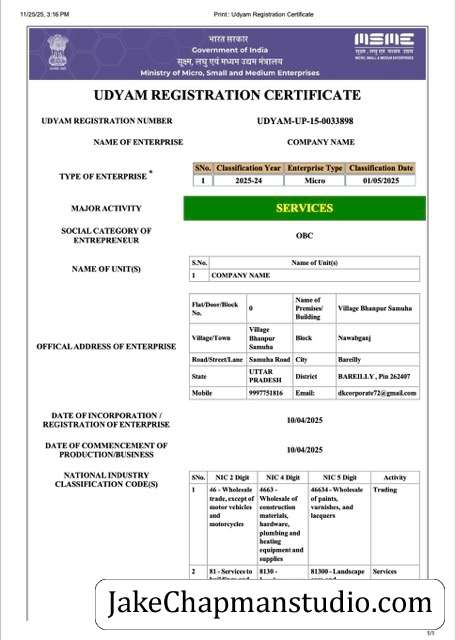 11/25/25, 3:16 PM Print : Udyam Registration Certificate
भारत सरकार
Government of India
सूक्ष्म, लघु एवं मध्यम उद्यम मंत्रालय
Ministry of Micro, Small and Medium Enterprises
MSME
MICRO, SMALL & MEDIUM ENTERPRISES
UDYAM REGISTRATION CERTIFICATE
UDYAM REGISTRATION NUMBER UDYAM-UP-15-0033898
NAME OF ENTERPRISE COMPANY NAME
TYPE OF ENTERPRISE *
SNo. Classification Year Enterprise Type Classification Date
1 2025-24 Micro 01/05/2025
MAJOR ACTIVITY SERVICES
SOCIAL CATEGORY OF
ENTREPRENEUR
OBC
NAME OF UNIT(S)
S.No. Name of Unit(s)
1 COMPANY NAME
OFFICAL ADDRESS OF ENTERPRISE
Flat/Door/Block
No.
0
Name of
Premises/
Building
Village Bhanpur Samuha
Village/Town
Village
Bhanpur
Samuha
Block Nawabganj
Road/Street/Lane Samuha Road City Bareilly
State
UTTAR
PRADESH
District BAREILLY , Pin 262407
Mobile 9997751816 Email: dkcorporate72@gmail.com
DATE OF INCORPORATION /
REGISTRATION OF ENTERPRISE
10/04/2025
DATE OF COMMENCEMENT OF
PRODUCTION/BUSINESS
10/04/2025
NATIONAL INDUSTRY
CLASSIFICATION CODE(S)
SNo. NIC 2 Digit NIC 4 Digit NIC 5 Digit Activity
1
46 - Wholesale
trade, except of
motor vehicles
and
motorcycles
4663 -
Wholesale of
construction
materials,
hardware,
plumbing and
heating
equipment and
supplies
46634 - Wholesale
of paints,
varnishes, and
lacquers
Trading
2
81 - Services to
8130 -
81300 - Landscape
Services
JakeChapmanstudio.com
1/1